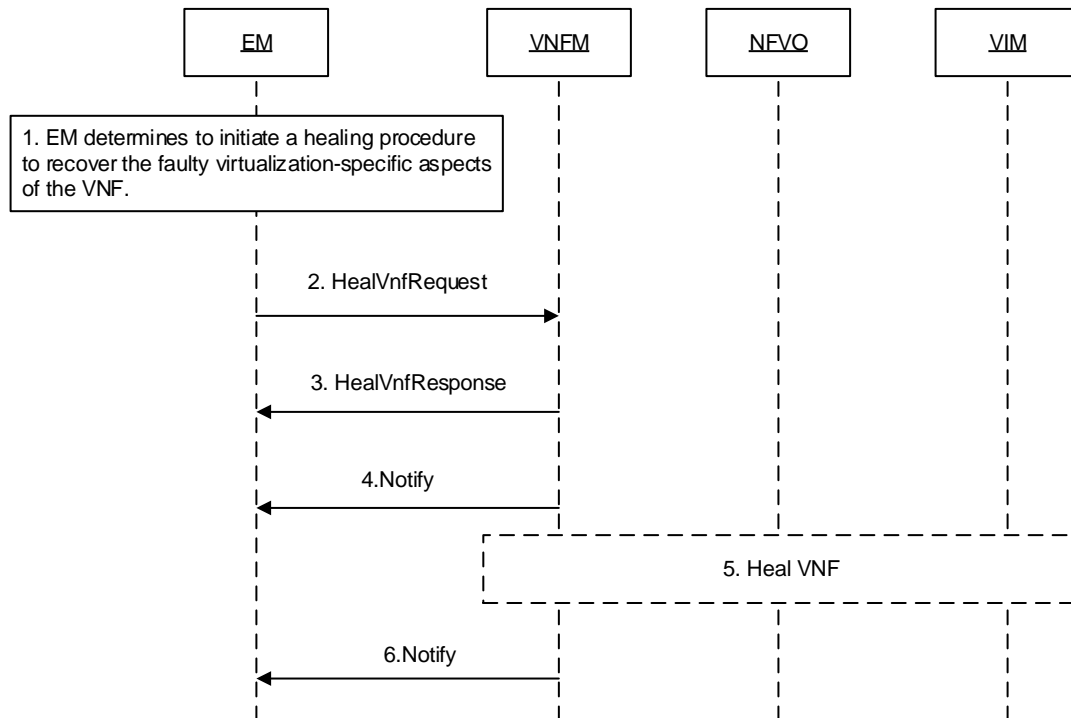 EM
VNFM
NFVO
VIM
1. EM determines to initiate a healing procedure
to recover the faulty virtualization-specific aspects
of the VNF.
2. HealVnfRequest
3. HealVnfResponse
4.Notify
5. Heal VNF
6.Notify